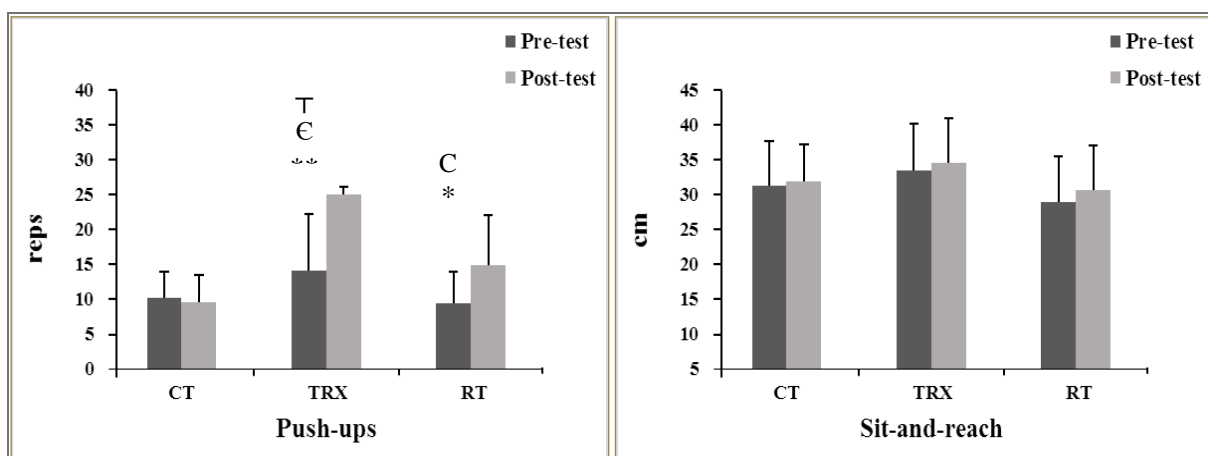 Pre-test
Post-test
40
35
30
25
20
15
10
5
0
reps
Є
**
C
*
CT
TRX
RT
Push-ups
Pre-test
Post-test
45
40
35
30
25
20
15
10
5
cm
CT
TRX
RT
Sit-and-reach